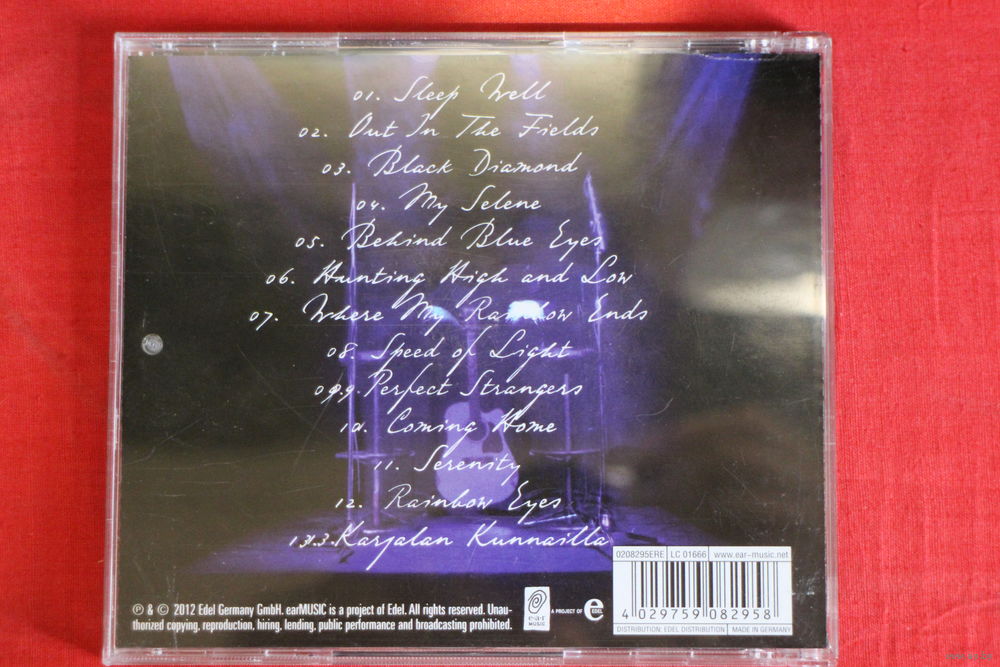 01. Sleep Well
02. Out In The Fields
03. Black Diamond
04. My Selene
05. Behind Blue Eyes
06. Hunting High and Low
07. Where My Rainbow Ends
08. Speed of Light
09. Perfect Strangers
10. Coming Home
11. Serenity
12. Rainbow Eyes
13. Karjalan Kunnailla
0208295ERE LC 01666 www.ear-music.net
4 029759 082958
DISTRIBUTION: EDEL DISTRIBUTION MADE IN GERMANY
℗ & © 2012 Edel Germany GmbH. earMUSIC is a project of Edel. All rights reserved. Unau-
thorized copying, reproduction, hiring, lending, public performance and broadcasting prohibited.
e·a·r
MUSIC
A PROJECT OF
EDEL